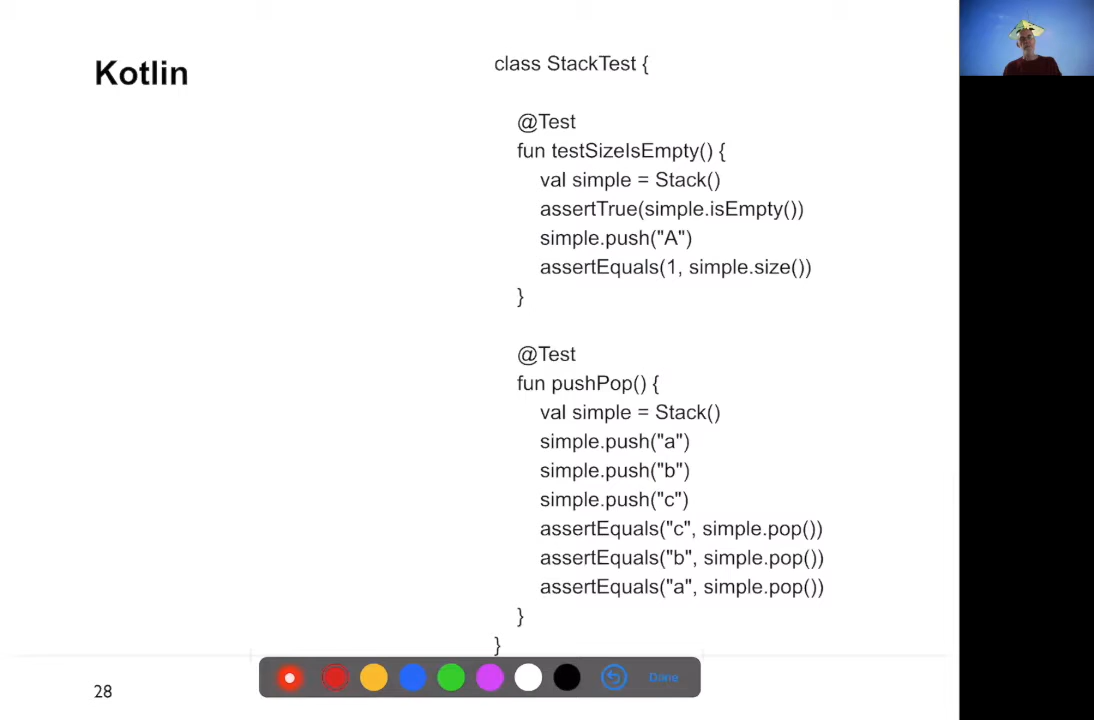 Kotlin
class StackTest {
@Test
fun testSizeIsEmpty() {
val simple = Stack()
assertTrue(simple.isEmpty())
simple.push("A")
assertEquals(1, simple.size())
}
@Test
fun pushPop() {
val simple = Stack()
simple.push("a")
simple.push("b")
simple.push("c")
assertEquals("c", simple.pop())
assertEquals("b", simple.pop())
assertEquals("a", simple.pop())
}
}
Done
28